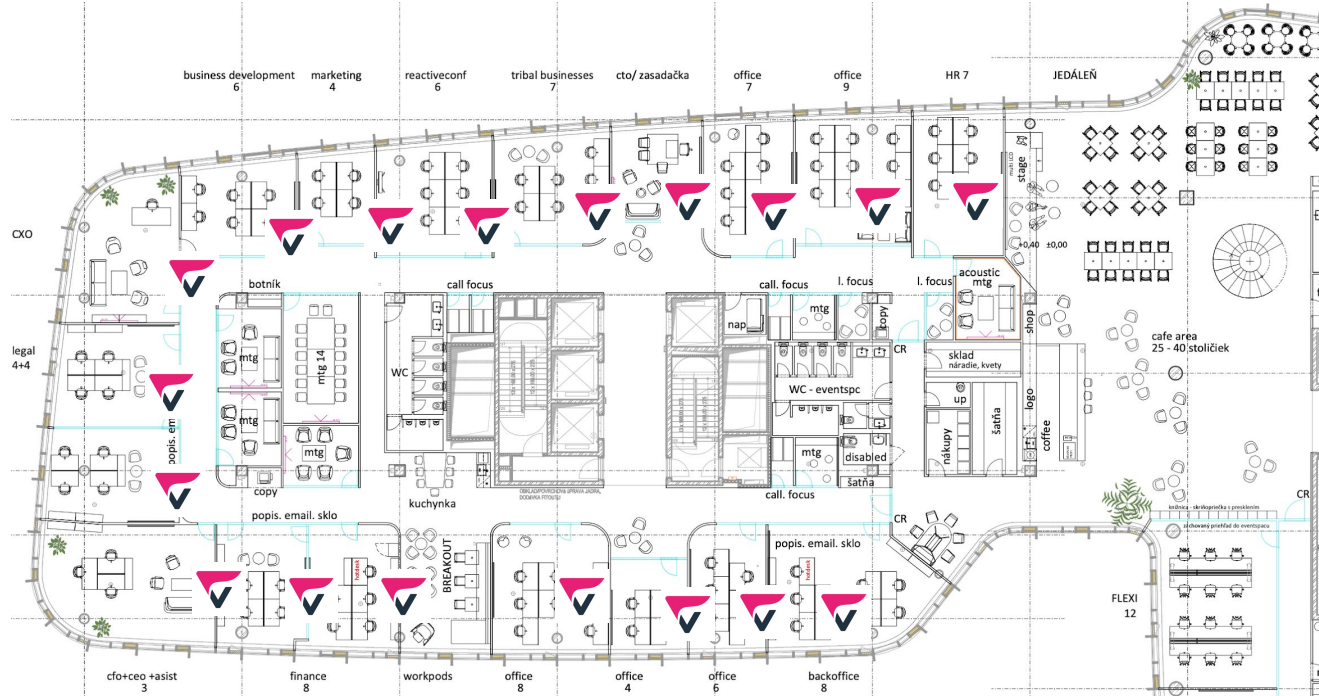 business development
6
marketing
4
reactiveconf
6
tribal businesses
7
cto/ zasadačka
office
7
office
9
HR 7
JEDÁLEŇ
multi LCD
stage
+0,40 ±0,00
CXO
botník
call focus
call. focus
l. focus
l. focus
acoustic
mtg
nap
mtg
copy
shop
cafe area
25 - 40 stoličiek
legal
4+4
mtg
mtg 14
WC
CR
sklad
náradie, kvety
WC - eventspc
up
logo
popis. em
mtg
mtg
šatňa
nákupy
coffee
mtg
disabled
copy
kuchynka
call. focus
šatňa
CR
popis. email. sklo
CR
popis. email. sklo
BREAKOUT
hotdesk
hotdesk
FLEXI
12
cfo+ceo +asist
3
finance
8
workpods
office
8
office
4
office
6
backoffice
8